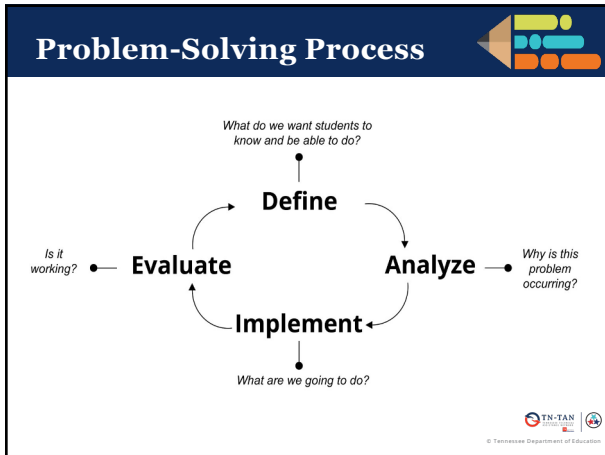 Problem-Solving Process
What do we want students to
know and be able to do?
Define
Is it
working?
Evaluate
Analyze
Why is this
problem
occurring?
Implement
What are we going to do?
TN-TAN
© Tennessee Department of Education